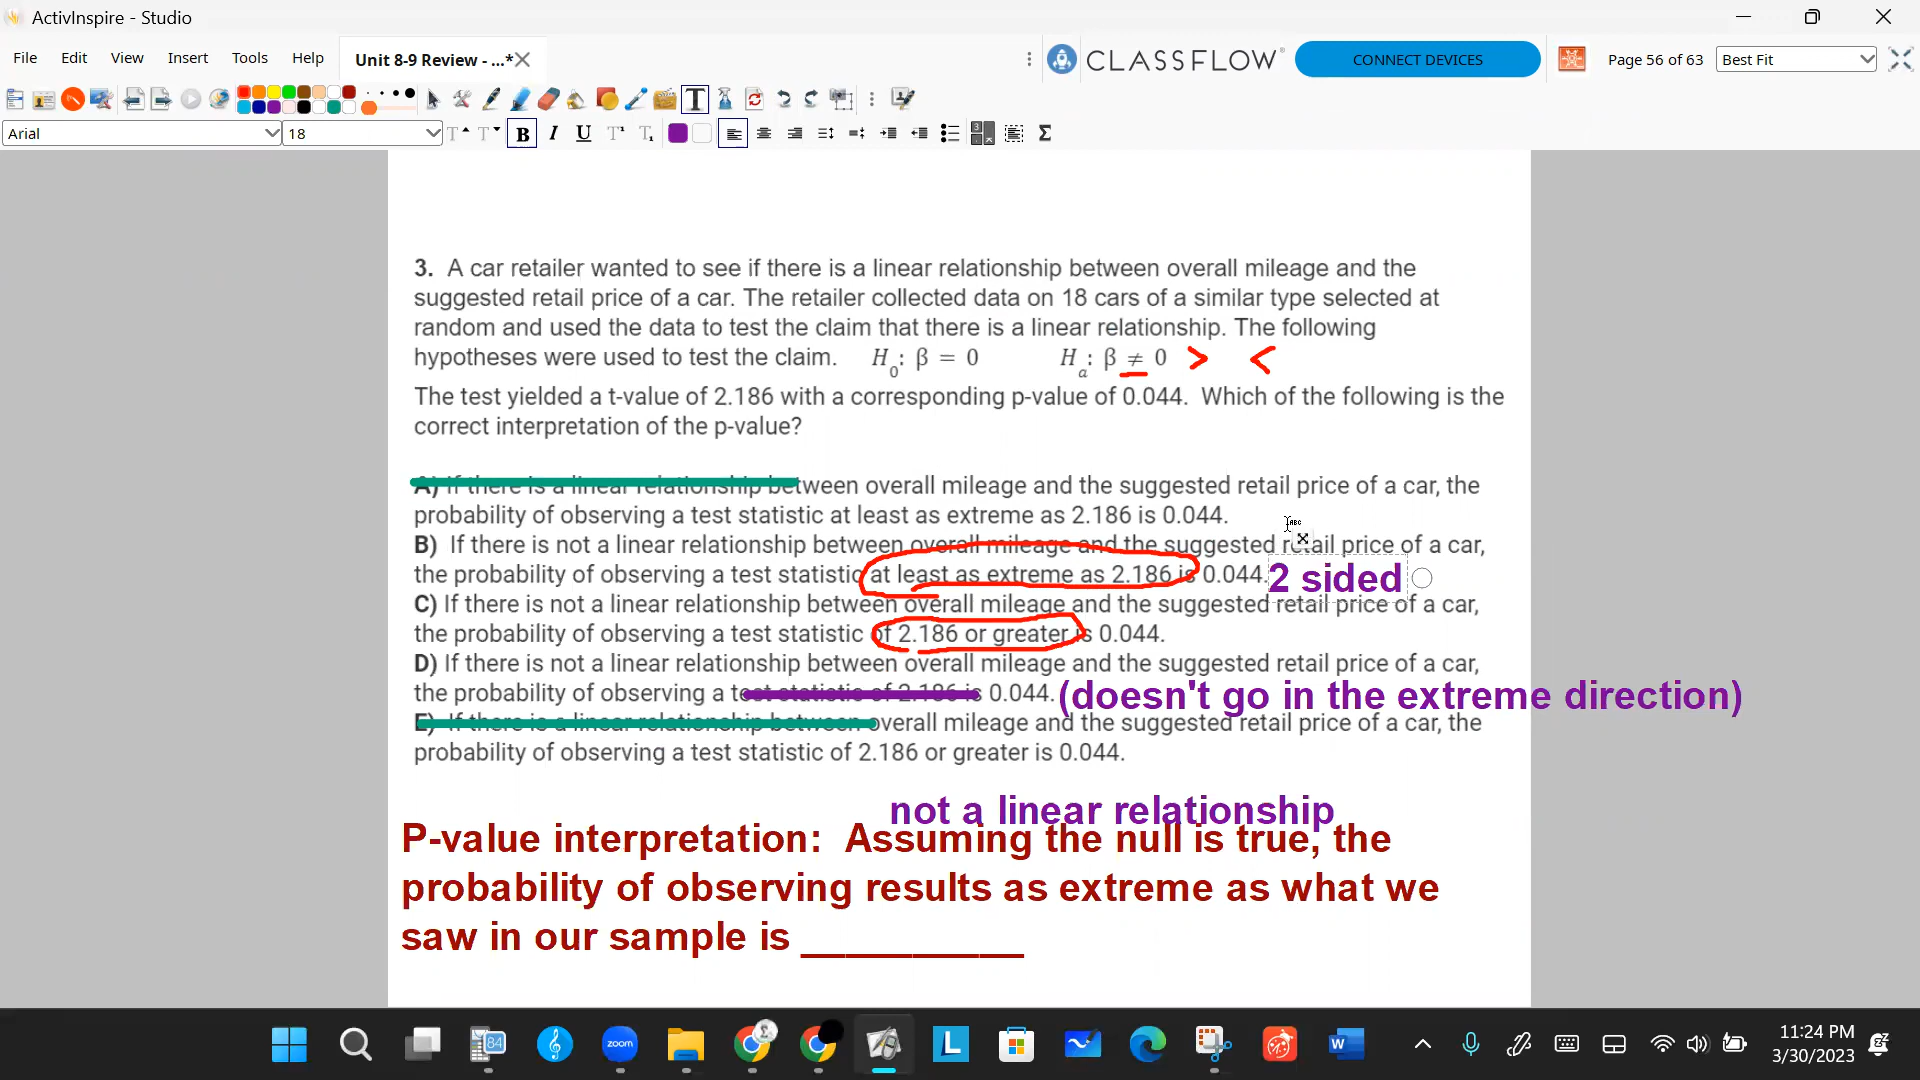 ActivInspire - Studio
File Edit View Insert Tools Help Unit 8-9 Review - ...* CLASSFLOW CONNECT DEVICES Page 56 of 63 Best Fit
Arial 18 B I U
3. A car retailer wanted to see if there is a linear relationship between overall mileage and the
suggested retail price of a car. The retailer collected data on 18 cars of a similar type selected at
random and used the data to test the claim that there is a linear relationship. The following
hypotheses were used to test the claim. H₀: β = 0 Hₐ: β ≠ 0 > <
The test yielded a t-value of 2.186 with a corresponding p-value of 0.044. Which of the following is the
correct interpretation of the p-value?
A) If there is a linear relationship between overall mileage and the suggested retail price of a car, the
probability of observing a test statistic at least as extreme as 2.186 is 0.044.
B) If there is not a linear relationship between overall mileage and the suggested retail price of a car,
the probability of observing a test statistic at least as extreme as 2.186 is 0.044. 2 sided
C) If there is not a linear relationship between overall mileage and the suggested retail price of a car,
the probability of observing a test statistic of 2.186 or greater is 0.044.
D) If there is not a linear relationship between overall mileage and the suggested retail price of a car,
the probability of observing a test statistic of 2.186 is 0.044. (doesn't go in the extreme direction)
E) If there is a linear relationship between overall mileage and the suggested retail price of a car, the
probability of observing a test statistic of 2.186 or greater is 0.044.
not a linear relationship
P-value interpretation: Assuming the null is true, the
probability of observing results as extreme as what we
saw in our sample is __________
84 zoom L W 11:24 PM
3/30/2023